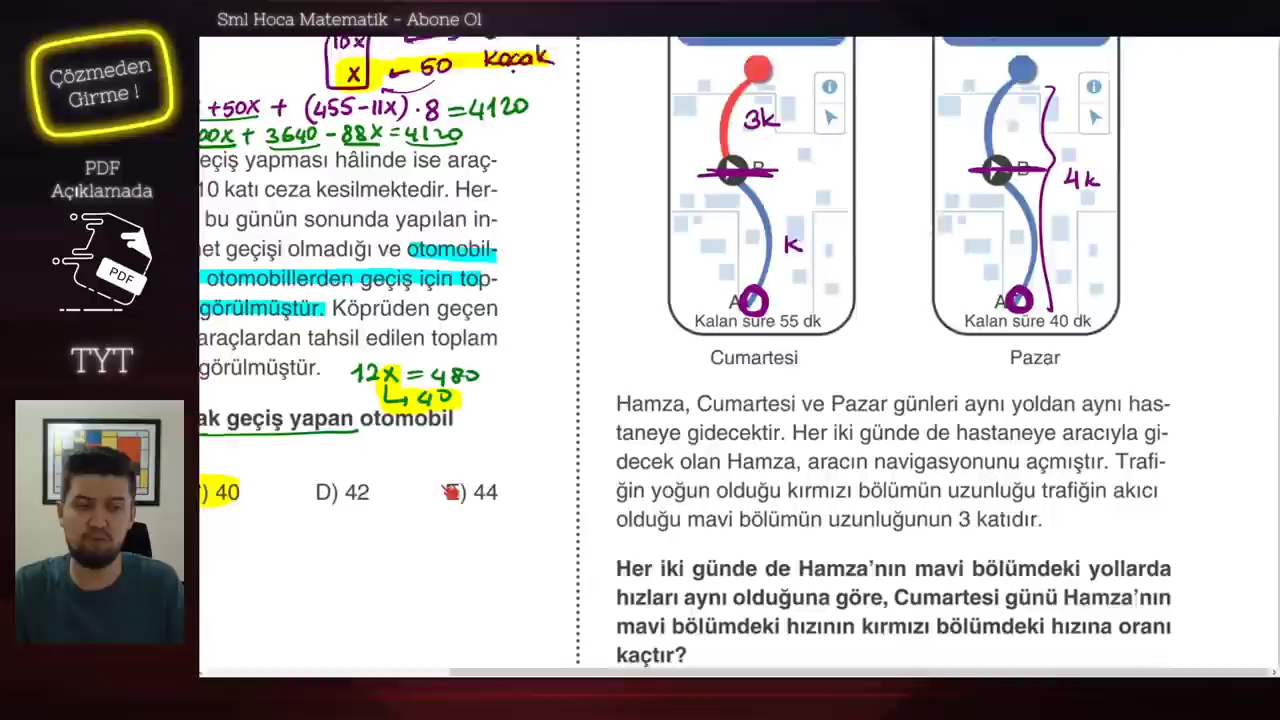 Sml Hoca Matematik - Abone Ol
Çözmeden
Girme !
PDF
Açıklamada
PDF
TYT
10x
x
50
kaçak
+50x + (455-11x).8=4120
00x + 3640 - 88x = 4120
eçiş yapması hâlinde ise araç-
10 katı ceza kesilmektedir. Her-
bu günün sonunda yapılan in-
et geçişi olmadığı ve otomobil-
otomobillerden geçiş için top-
görülmüştür. Köprüden geçen
araçlardan tahsil edilen toplam
görülmüştür.
12x = 480
40
ak geçiş yapan otomobil
) 40 D) 42 E) 44
3k
B
k
A
Kalan süre 55 dk
Cumartesi
B
4k
A
Kalan süre 40 dk
Pazar
Hamza, Cumartesi ve Pazar günleri aynı yoldan aynı has-
taneye gidecektir. Her iki günde de hastaneye aracıyla gi-
decek olan Hamza, aracın navigasyonunu açmıştır. Trafi-
ğin yoğun olduğu kırmızı bölümün uzunluğu trafiğin akıcı
olduğu mavi bölümün uzunluğunun 3 katıdır.
Her iki günde de Hamza'nın mavi bölümdeki yollarda
hızları aynı olduğuna göre, Cumartesi günü Hamza'nın
mavi bölümdeki hızının kırmızı bölümdeki hızına oranı
kaçtır?